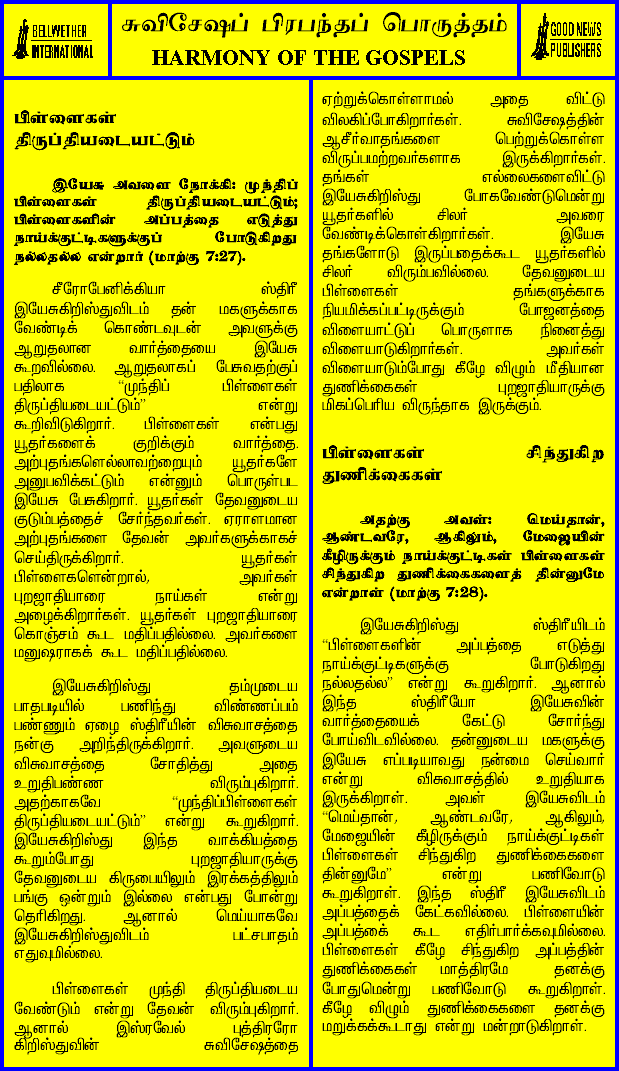 BELLWETHER
INTERNATIONAL
சுவிசேஷப் பிரபந்தப் பொருத்தம்
HARMONY OF THE GOSPELS
GOOD NEWS
PUBLISHERS
பிள்ளைகள்
திருப்தியடையட்டும்
இயேசு அவளை நோக்கி: முந்திப்
பிள்ளைகள் திருப்தியடையட்டும்;
பிள்ளைகளின் அப்பத்தை எடுத்து
நாய்க்குட்டிகளுக்குப் போடுகிறது
நல்லதல்ல என்றார் (மாற்கு 7:27).
சீரோபேனிக்கியா ஸ்திரீ
இயேசுகிறிஸ்துவிடம் தன் மகளுக்காக
வேண்டிக் கொண்டவுடன் அவளுக்கு
ஆறுதலான வார்த்தையை இயேசு
கூறவில்லை. ஆறுதலாகப் பேசுவதற்குப்
பதிலாக “முந்திப் பிள்ளைகள்
திருப்தியடையட்டும்” என்று
கூறிவிடுகிறார். பிள்ளைகள் என்பது
யூதர்களைக் குறிக்கும் வார்த்தை.
அற்புதங்களெல்லாவற்றையும் யூதர்களே
அனுபவிக்கட்டும் என்னும் பொருள்பட
இயேசு பேசுகிறார். யூதர்கள் தேவனுடைய
குடும்பத்தைச் சேர்ந்தவர்கள். ஏராளமான
அற்புதங்களை தேவன் அவர்களுக்காகச்
செய்திருக்கிறார். யூதர்கள்
பிள்ளைகளென்றால், அவர்கள்
புறஜாதியாரை நாய்கள் என்று
அழைக்கிறார்கள். யூதர்கள் புறஜாதியாரை
கொஞ்சம் கூட மதிப்பதில்லை. அவர்களை
மனுஷராகக் கூட மதிப்பதில்லை.
இயேசுகிறிஸ்து தம்முடைய
பாதபடியில் பணிந்து விண்ணப்பம்
பண்ணும் ஏழை ஸ்திரீயின் விசுவாசத்தை
நன்கு அறிந்திருக்கிறார். அவளுடைய
விசுவாசத்தை சோதித்து அதை
உறுதிபண்ண விரும்புகிறார்.
அதற்காகவே “முந்திப்பிள்ளைகள்
திருப்தியடையட்டும்” என்று கூறுகிறார்.
இயேசுகிறிஸ்து இந்த வாக்கியத்தை
கூறும்போது புறஜாதியாருக்கு
தேவனுடைய கிருபையிலும் இரக்கத்திலும்
பங்கு ஒன்றும் இல்லை என்பது போன்று
தெரிகிறது. ஆனால் மெய்யாகவே
இயேசுகிறிஸ்துவிடம் பட்சபாதம்
எதுவுமில்லை.
பிள்ளைகள் முந்தி திருப்தியடைய
வேண்டும் என்று தேவன் விரும்புகிறார்.
ஆனால் இஸ்ரவேல் புத்திரரோ
கிறிஸ்துவின் சுவிசேஷத்தை
ஏற்றுக்கொள்ளாமல் அதை விட்டு
விலகிப்போகிறார்கள். சுவிசேஷத்தின்
ஆசீர்வாதங்களை பெற்றுக்கொள்ள
விருப்பமற்றவர்களாக இருக்கிறார்கள்.
தங்கள் எல்லைகளைவிட்டு
இயேசுகிறிஸ்து போகவேண்டுமென்று
யூதர்களில் சிலர் அவரை
வேண்டிக்கொள்கிறார்கள். இயேசு
தங்களோடு இருப்பதைக்கூட யூதர்களில்
சிலர் விரும்பவில்லை. தேவனுடைய
பிள்ளைகள் தங்களுக்காக
நியமிக்கப்பட்டிருக்கும் போஜனத்தை
விளையாட்டுப் பொருளாக நினைத்து
விளையாடுகிறார்கள். அவர்கள்
விளையாடும்போது கீழே விழும் மீதியான
துணிக்கைகள் புறஜாதியாருக்கு
மிகப்பெரிய விருந்தாக இருக்கும்.
பிள்ளைகள் சிந்துகிற
துணிக்கைகள்
அதற்கு அவள்: மெய்தான்,
ஆண்டவரே, ஆகிலும், மேஜையின்
கீழிருக்கும் நாய்க்குட்டிகள் பிள்ளைகள்
சிந்துகிற துணிக்கைகளைத் தின்னுமே
என்றாள் (மாற்கு 7:28).
இயேசுகிறிஸ்து ஸ்திரீயிடம்
“பிள்ளைகளின் அப்பத்தை எடுத்து
நாய்க்குட்டிகளுக்கு போடுகிறது
நல்லதல்ல” என்று கூறுகிறார். ஆனால்
இந்த ஸ்திரீயோ இயேசுவின்
வார்த்தையைக் கேட்டு சோர்ந்து
போய்விடவில்லை. தன்னுடைய மகளுக்கு
இயேசு எப்படியாவது நன்மை செய்வார்
என்று விசுவாசத்தில் உறுதியாக
இருக்கிறாள். அவள் இயேசுவிடம்
“மெய்தான், ஆண்டவரே, ஆகிலும்,
மேஜையின் கீழிருக்கும் நாய்க்குட்டிகள்
பிள்ளைகள் சிந்துகிற துணிக்கைகளை
தின்னுமே” என்று பணிவோடு
கூறுகிறாள். இந்த ஸ்திரீ இயேசுவிடம்
அப்பத்தைக் கேட்கவில்லை. பிள்ளையின்
அப்பத்தைக் கூட எதிர்பார்க்கவுமில்லை.
பிள்ளைகள் கீழே சிந்துகிற அப்பத்தின்
துணிக்கைகள் மாத்திரமே தனக்கு
போதுமென்று பணிவோடு கூறுகிறாள்.
கீழே விழும் துணிக்கைகளை தனக்கு
மறுக்கக்கூடாது என்று மன்றாடுகிறாள்.